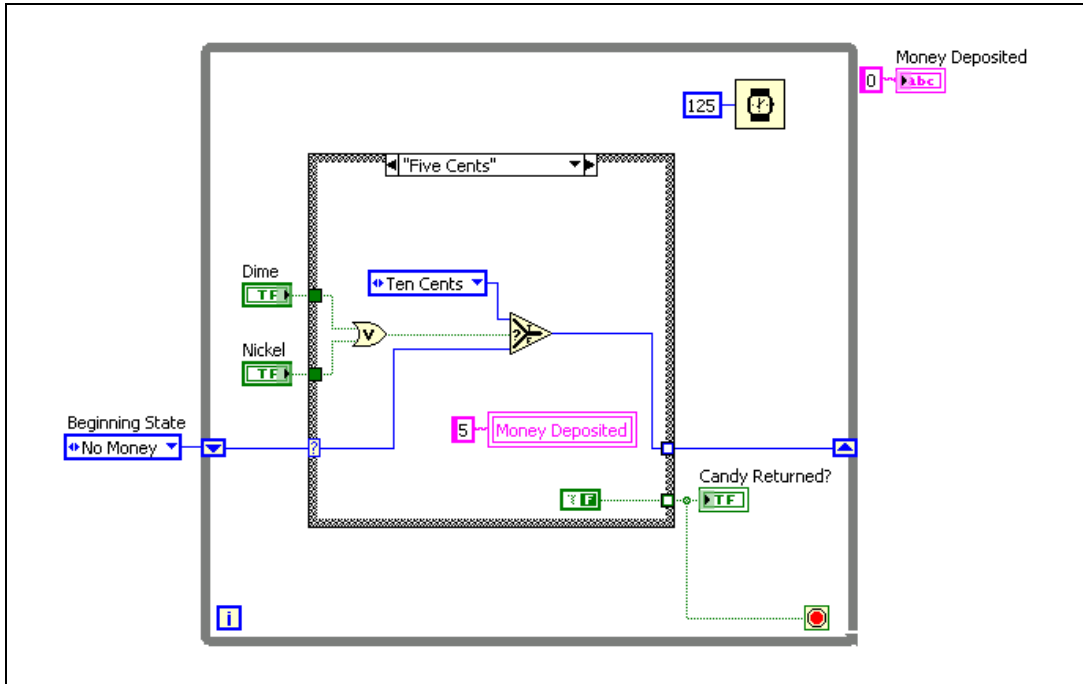 Money Deposited
0
abc
125
"Five Cents"
Dime
TF
Ten Cents
?
V
T
F
Nickel
TF
Beginning State
No Money
?
5
Money Deposited
Candy Returned?
F
TF
i